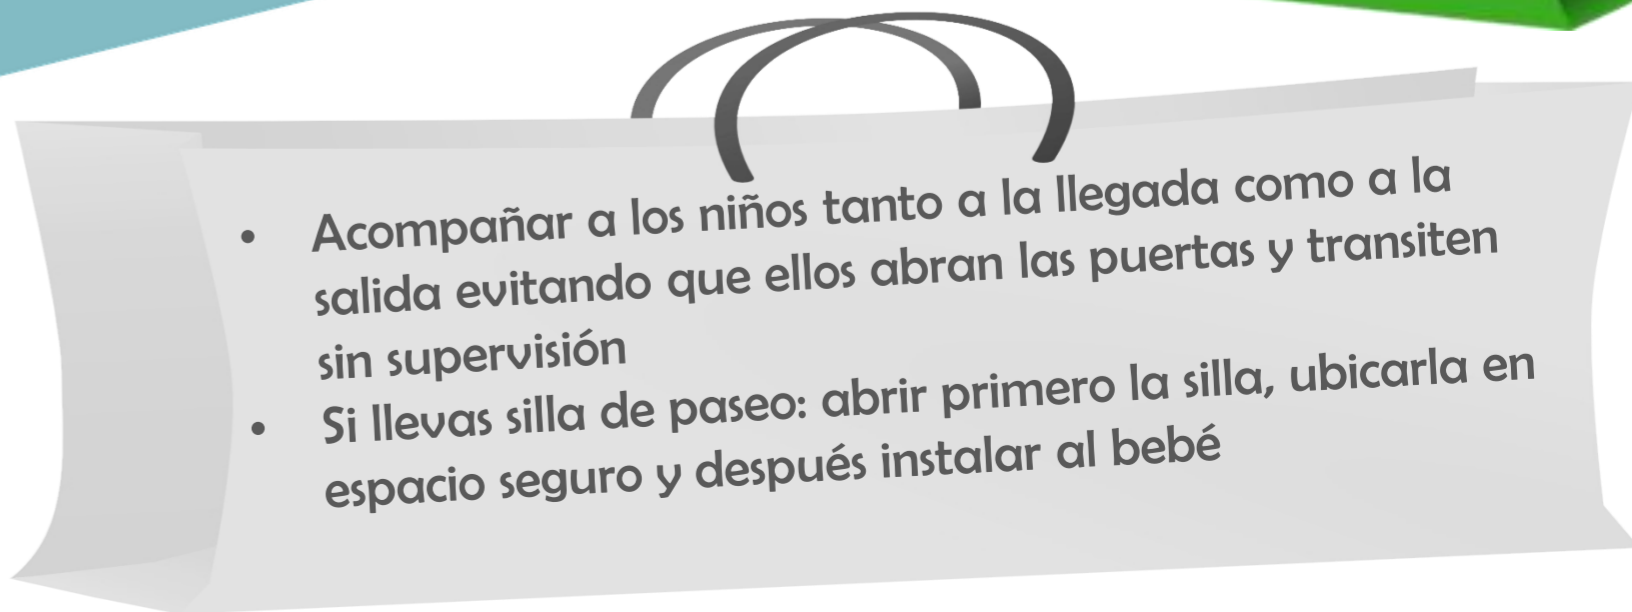 • Acompañar a los niños tanto a la llegada como a la
salida evitando que ellos abran las puertas y transiten
sin supervisión
• Si llevas silla de paseo: abrir primero la silla, ubicarla en
espacio seguro y después instalar al bebé